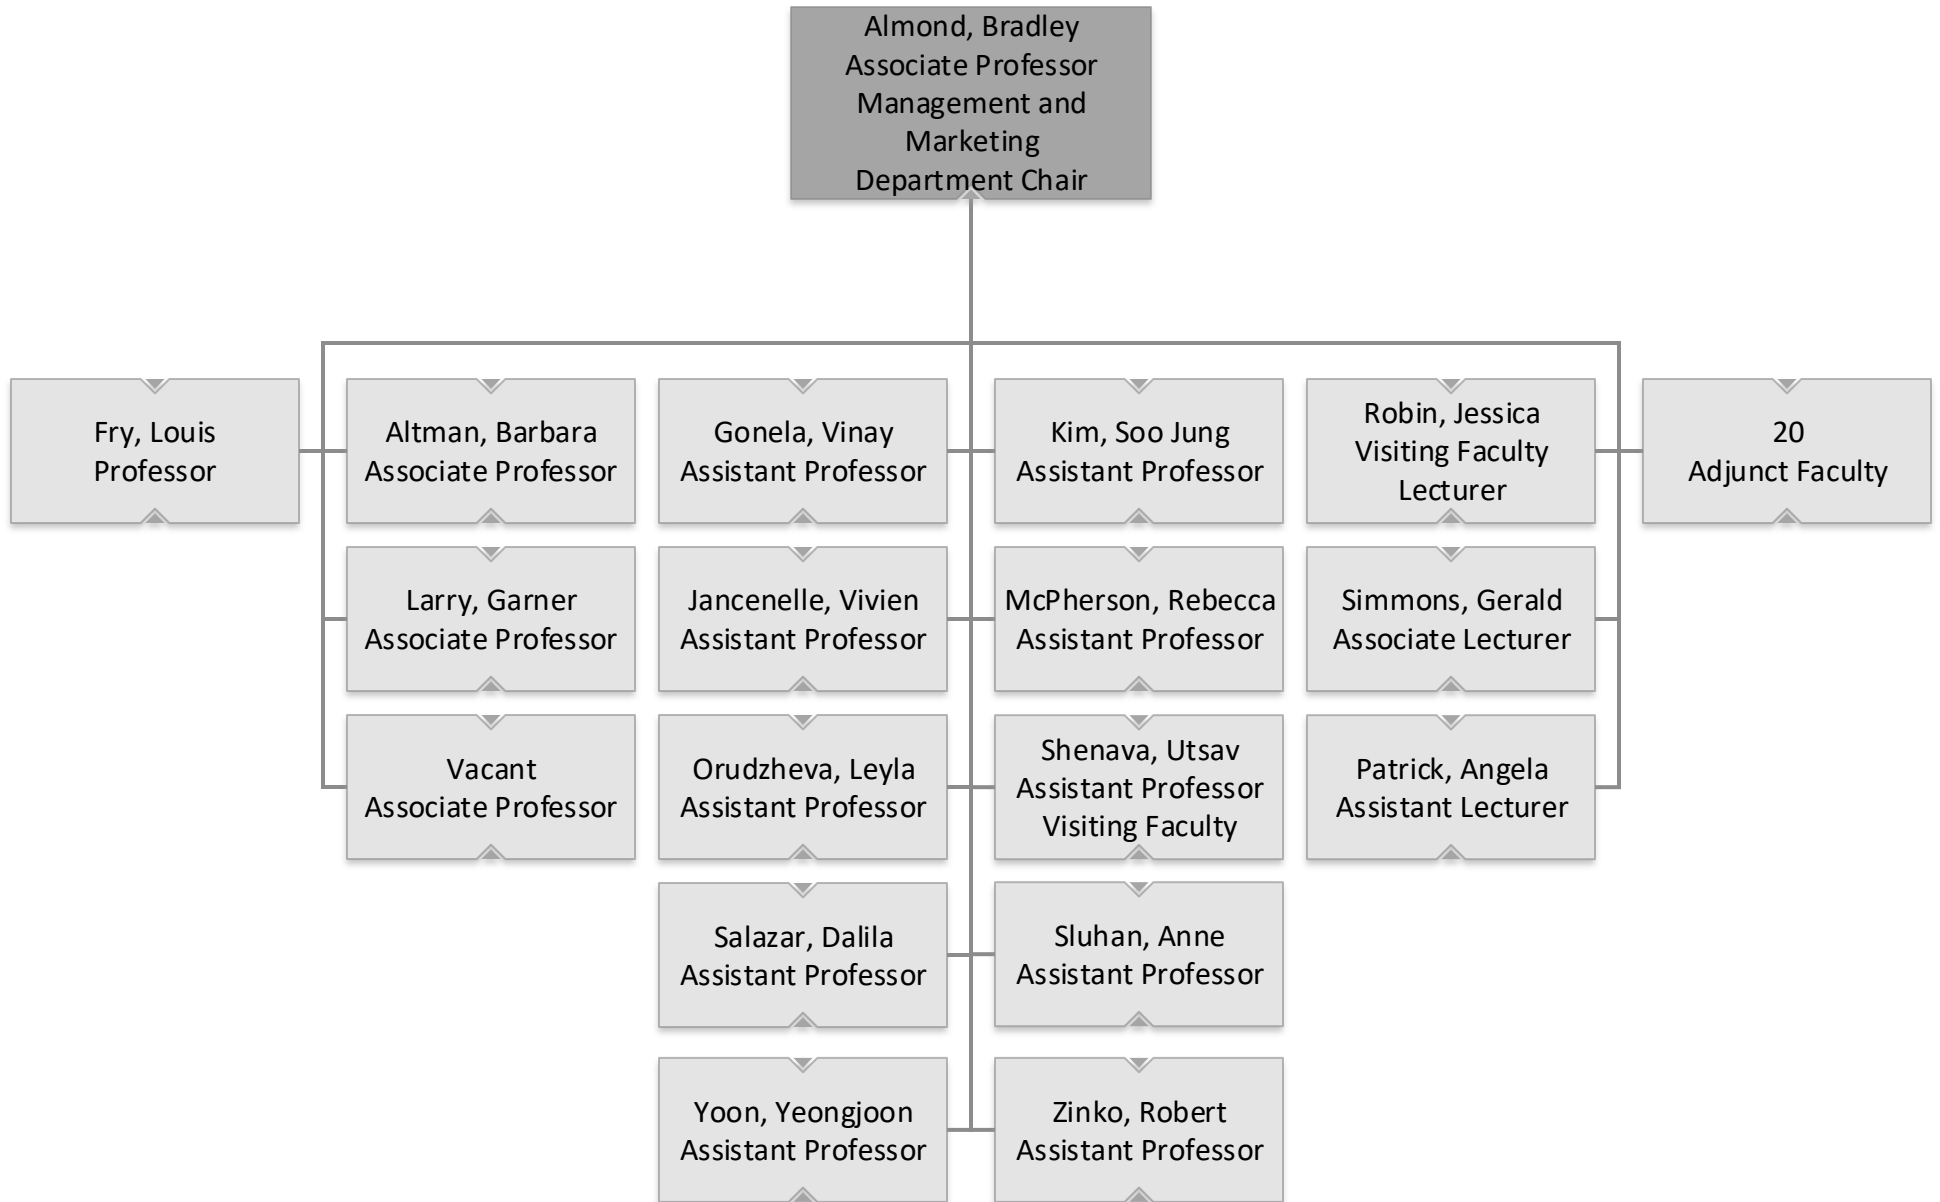 Almond, Bradley
Associate Professor
Management and
Marketing
Department Chair
Fry, Louis
Professor
Altman, Barbara
Associate Professor
Gonela, Vinay
Assistant Professor
Kim, Soo Jung
Assistant Professor
Robin, Jessica
Visiting Faculty
Lecturer
20
Adjunct Faculty
Larry, Garner
Associate Professor
Jancenelle, Vivien
Assistant Professor
McPherson, Rebecca
Assistant Professor
Simmons, Gerald
Associate Lecturer
Vacant
Associate Professor
Orudzheva, Leyla
Assistant Professor
Shenava, Utsav
Assistant Professor
Visiting Faculty
Patrick, Angela
Assistant Lecturer
Salazar, Dalila
Assistant Professor
Sluhan, Anne
Assistant Professor
Yoon, Yeongjoon
Assistant Professor
Zinko, Robert
Assistant Professor